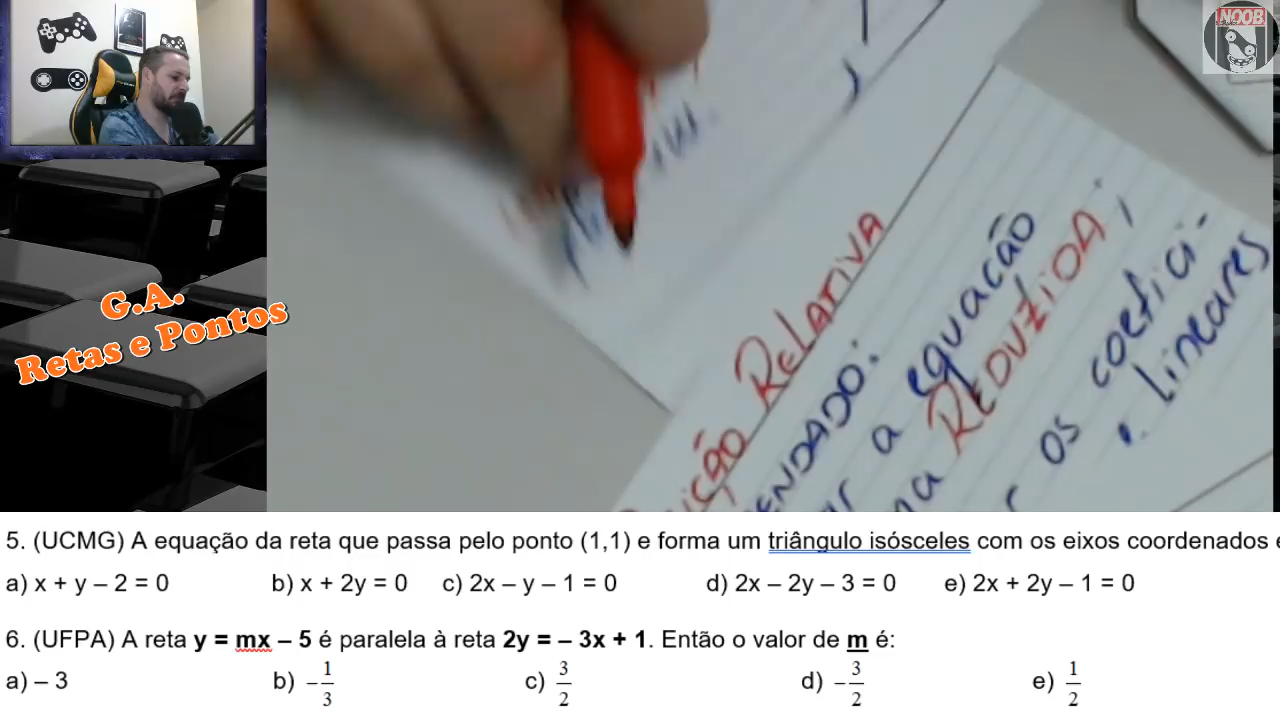 NOOB
G.A.
Retas e Pontos
RELATIVA
a equação
REDUZIDA;
os coefici-
e lineares
5. (UCMG) A equação da reta que passa pelo ponto (1,1) e forma um triângulo isósceles com os eixos coordenados
a) x + y – 2 = 0 b) x + 2y = 0 c) 2x – y – 1 = 0 d) 2x – 2y – 3 = 0 e) 2x + 2y – 1 = 0
6. (UFPA) A reta y = mx – 5 é paralela à reta 2y = – 3x + 1. Então o valor de m é:
a) – 3 b) –1/3 c) 3/2 d) –3/2 e) 1/2